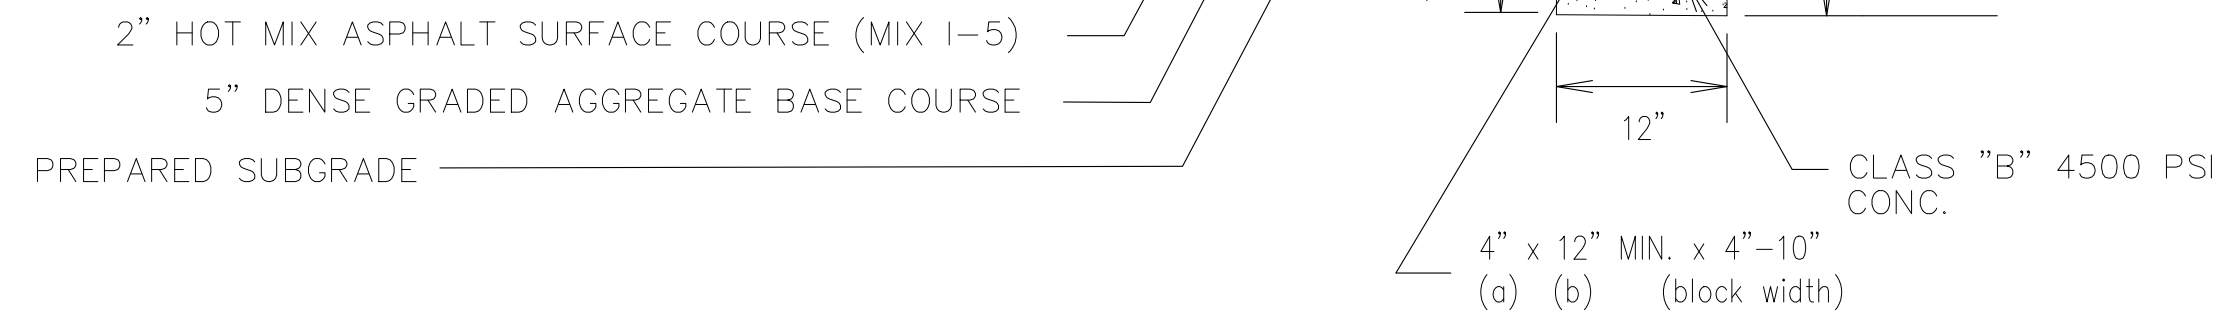 2” HOT MIX ASPHALT SURFACE COURSE (MIX I-5)
5” DENSE GRADED AGGREGATE BASE COURSE
PREPARED SUBGRADE
12”
CLASS ”B” 4500 PSI
CONC.
4” x 12” MIN. x 4”-10”
(a) (b) (block width)